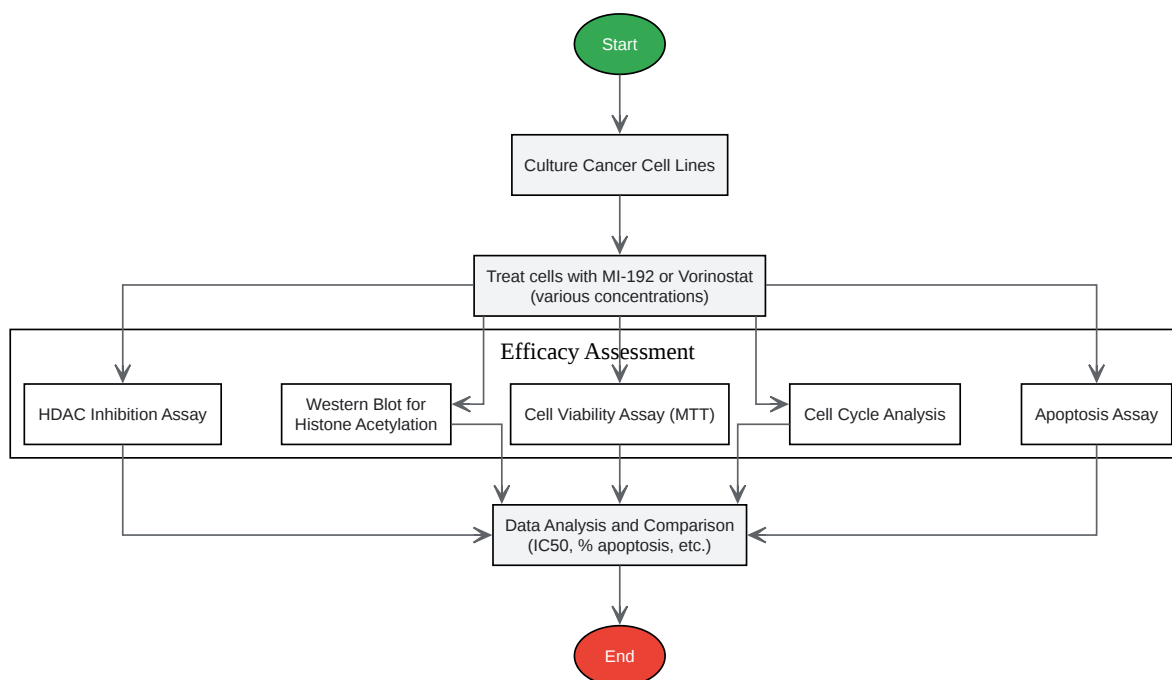 Start
Culture Cancer Cell Lines
Treat cells with MI-192 or Vorinostat
(various concentrations)
Efficacy Assessment
HDAC Inhibition Assay
Western Blot for
Histone Acetylation
Cell Viability Assay (MTT)
Cell Cycle Analysis
Apoptosis Assay
Data Analysis and Comparison
(IC50, % apoptosis, etc.)
End